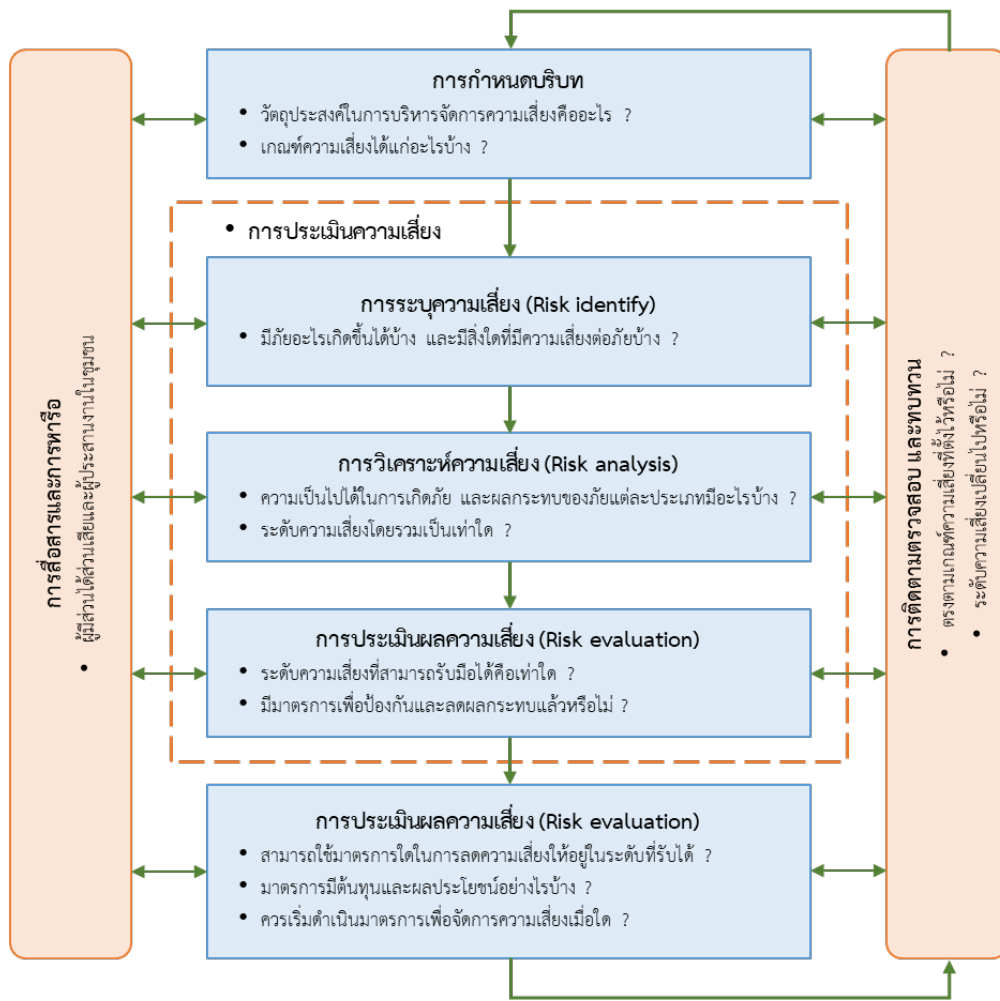 การกำหนดบริบท
• วัตถุประสงค์ในการบริหารจัดการความเสี่ยงคืออะไร ?
• เกณฑ์ความเสี่ยงได้แก่อะไรบ้าง ?
• การประเมินความเสี่ยง
การระบุความเสี่ยง (Risk identify)
• มีภัยอะไรเกิดขึ้นได้บ้าง และมีสิ่งใดที่มีความเสี่ยงต่อภัยบ้าง ?
การวิเคราะห์ความเสี่ยง (Risk analysis)
• ความเป็นไปได้ในการเกิดภัย และผลกระทบของภัยแต่ละประเภทมีอะไรบ้าง ?
• ระดับความเสี่ยงโดยรวมเป็นเท่าใด ?
การประเมินผลความเสี่ยง (Risk evaluation)
• ระดับความเสี่ยงที่สามารถรับมือได้คือเท่าใด ?
• มีมาตรการเพื่อป้องกันและลดผลกระทบแล้วหรือไม่ ?
การประเมินผลความเสี่ยง (Risk evaluation)
• สามารถใช้มาตรการใดในการลดความเสี่ยงให้อยู่ในระดับที่รับได้ ?
• มาตรการมีต้นทุนและผลประโยชน์อย่างไรบ้าง ?
• ควรเริ่มดำเนินมาตรการเพื่อจัดการความเสี่ยงเมื่อใด ?
การสื่อสารและการหารือ
• ผู้มีส่วนได้ส่วนเสียและผู้ประสานงานในชุมชน
การติดตามตรวจสอบ และทบทวน
• ตรงตามเกณฑ์ความเสี่ยงที่ตั้งไว้หรือไม่ ?
• ระดับความเสี่ยงเปลี่ยนไปหรือไม่ ?